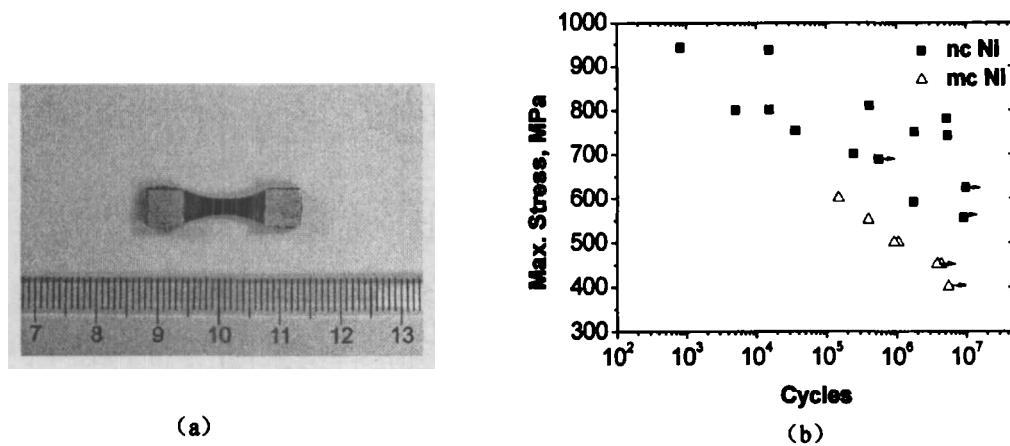 7 8 9 10 11 12 13
(a)
1000
900
800
700
600
500
400
300
Max. Stress, MPa
nc Ni
mc Ni
10² 10³ 10⁴ 10⁵ 10⁶ 10⁷
Cycles
(b)